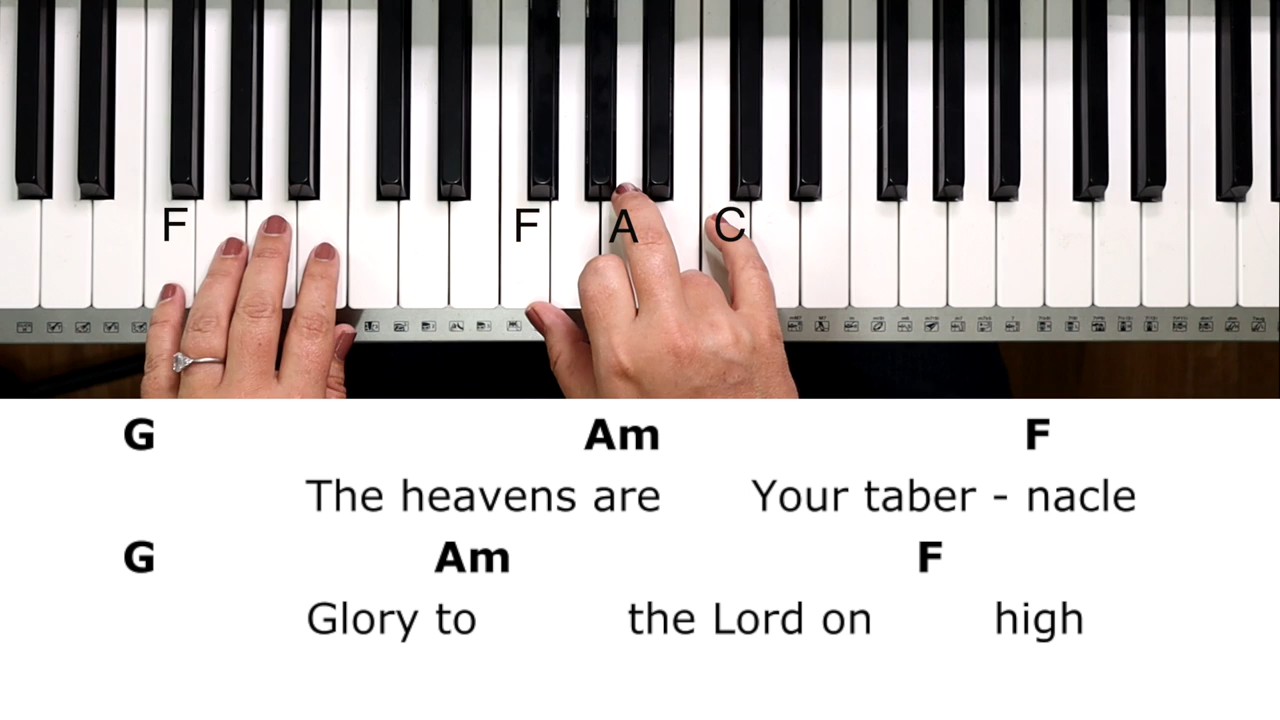 F F A C
G Am F
The heavens are Your taber - nacle
G Am F
Glory to the Lord on high